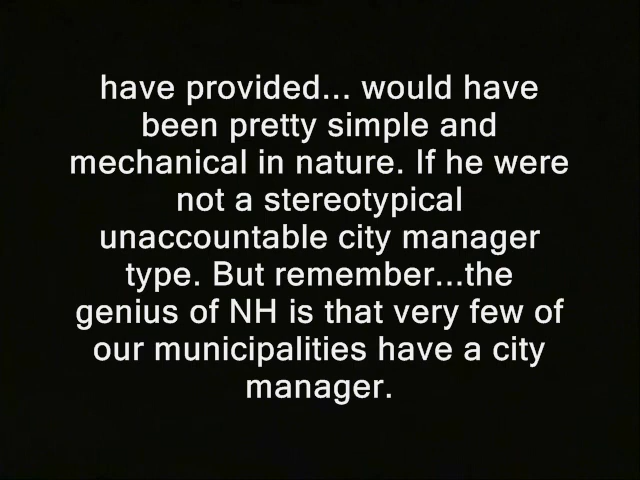 have provided... would have
been pretty simple and
mechanical in nature. If he were
not a stereotypical
unaccountable city manager
type. But remember...the
genius of NH is that very few of
our municipalities have a city
manager.